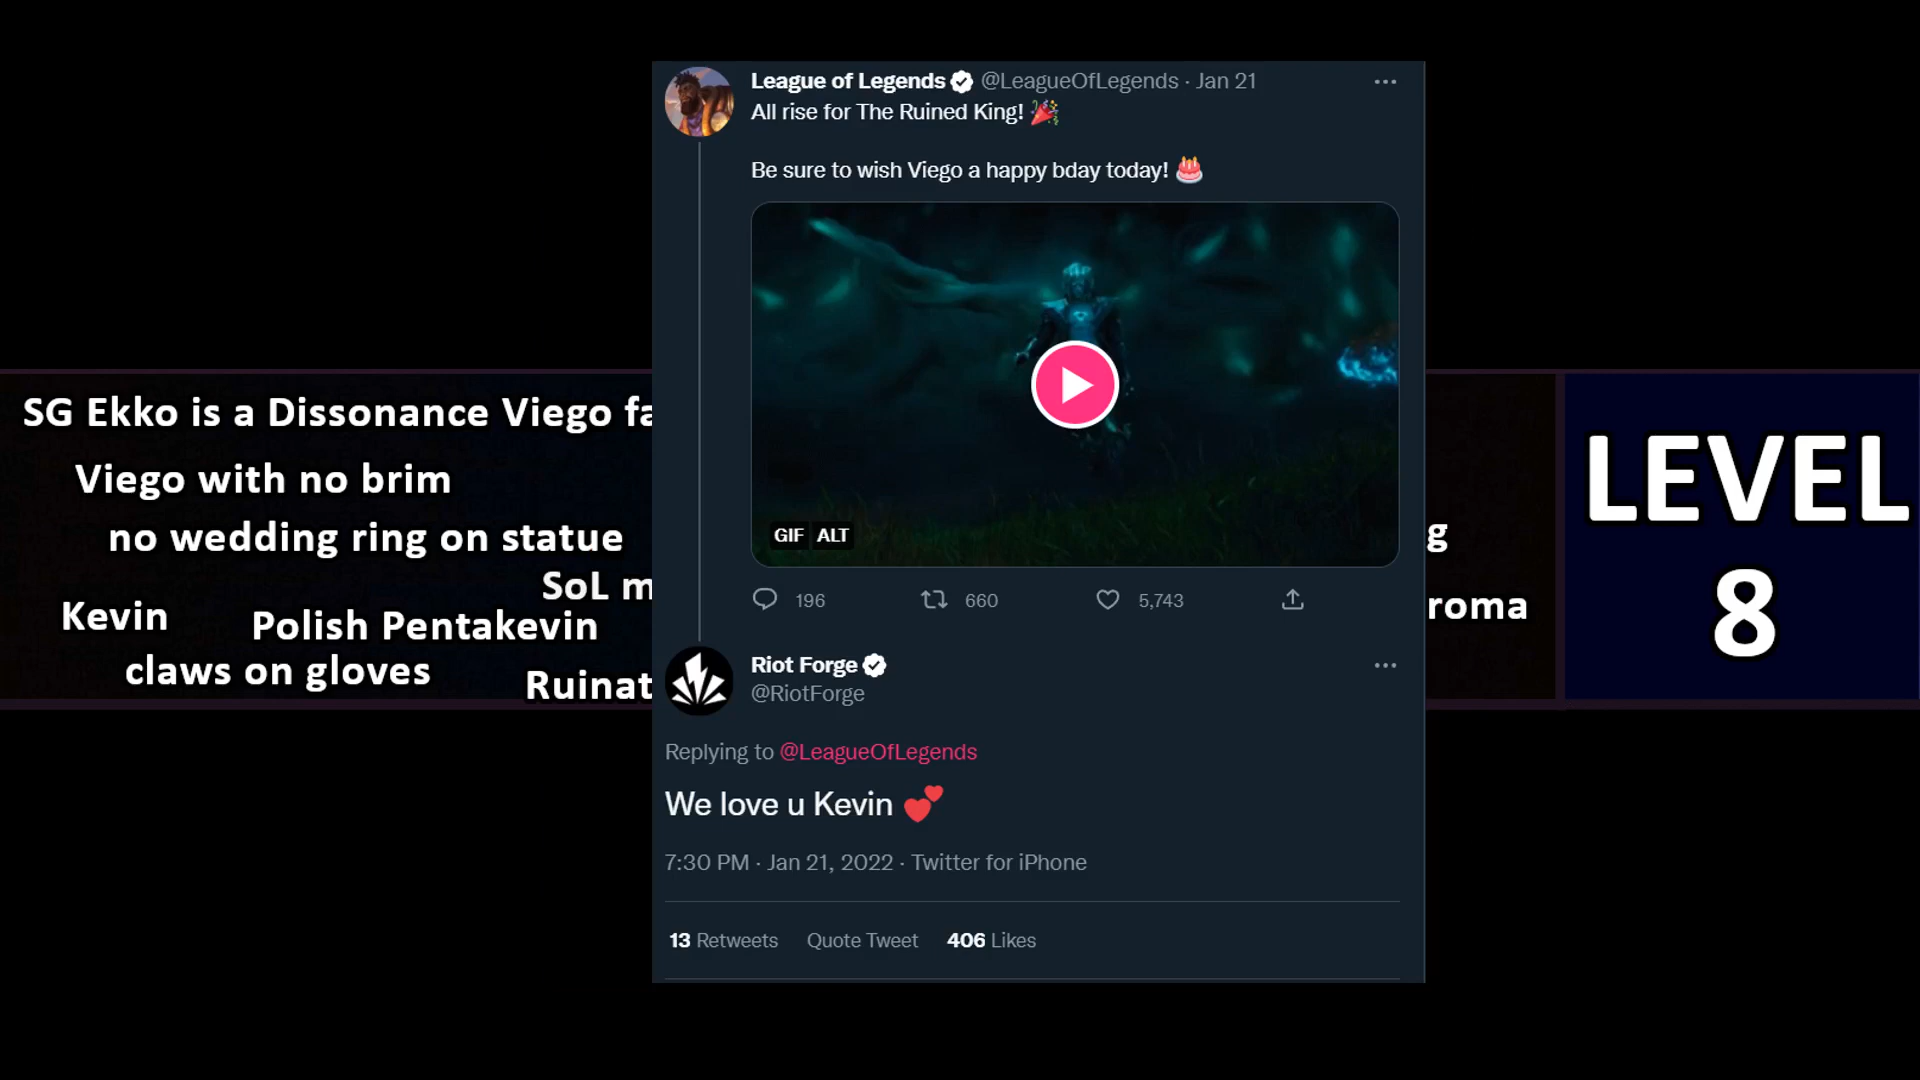 League of Legends @LeagueOfLegends · Jan 21
All rise for The Ruined King! 🎉
Be sure to wish Viego a happy bday today! 🎂
GIF ALT
196 660 5,743
Riot Forge
@RiotForge
Replying to @LeagueOfLegends
We love u Kevin 💕
7:30 PM · Jan 21, 2022 · Twitter for iPhone
13 Retweets Quote Tweet 406 Likes
SG Ekko is a Dissonance Viego fa
Viego with no brim
no wedding ring on statue
SoL m
Kevin
Polish Pentakevin
claws on gloves
Ruinat
g
roma
LEVEL
8